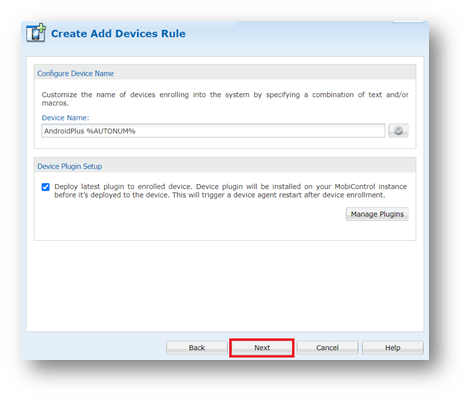 Create Add Devices Rule
Configure Device Name
Customize the name of devices enrolling into the system by specifying a combination of text and/or
macros.
Device Name:
AndroidPlus %AUTONUM%
Device Plugin Setup
Deploy latest plugin to enrolled device. Device plugin will be installed on your MobiControl instance
before it's deployed to the device. This will trigger a device agent restart after device enrollment.
Manage Plugins
Back Next Cancel Help